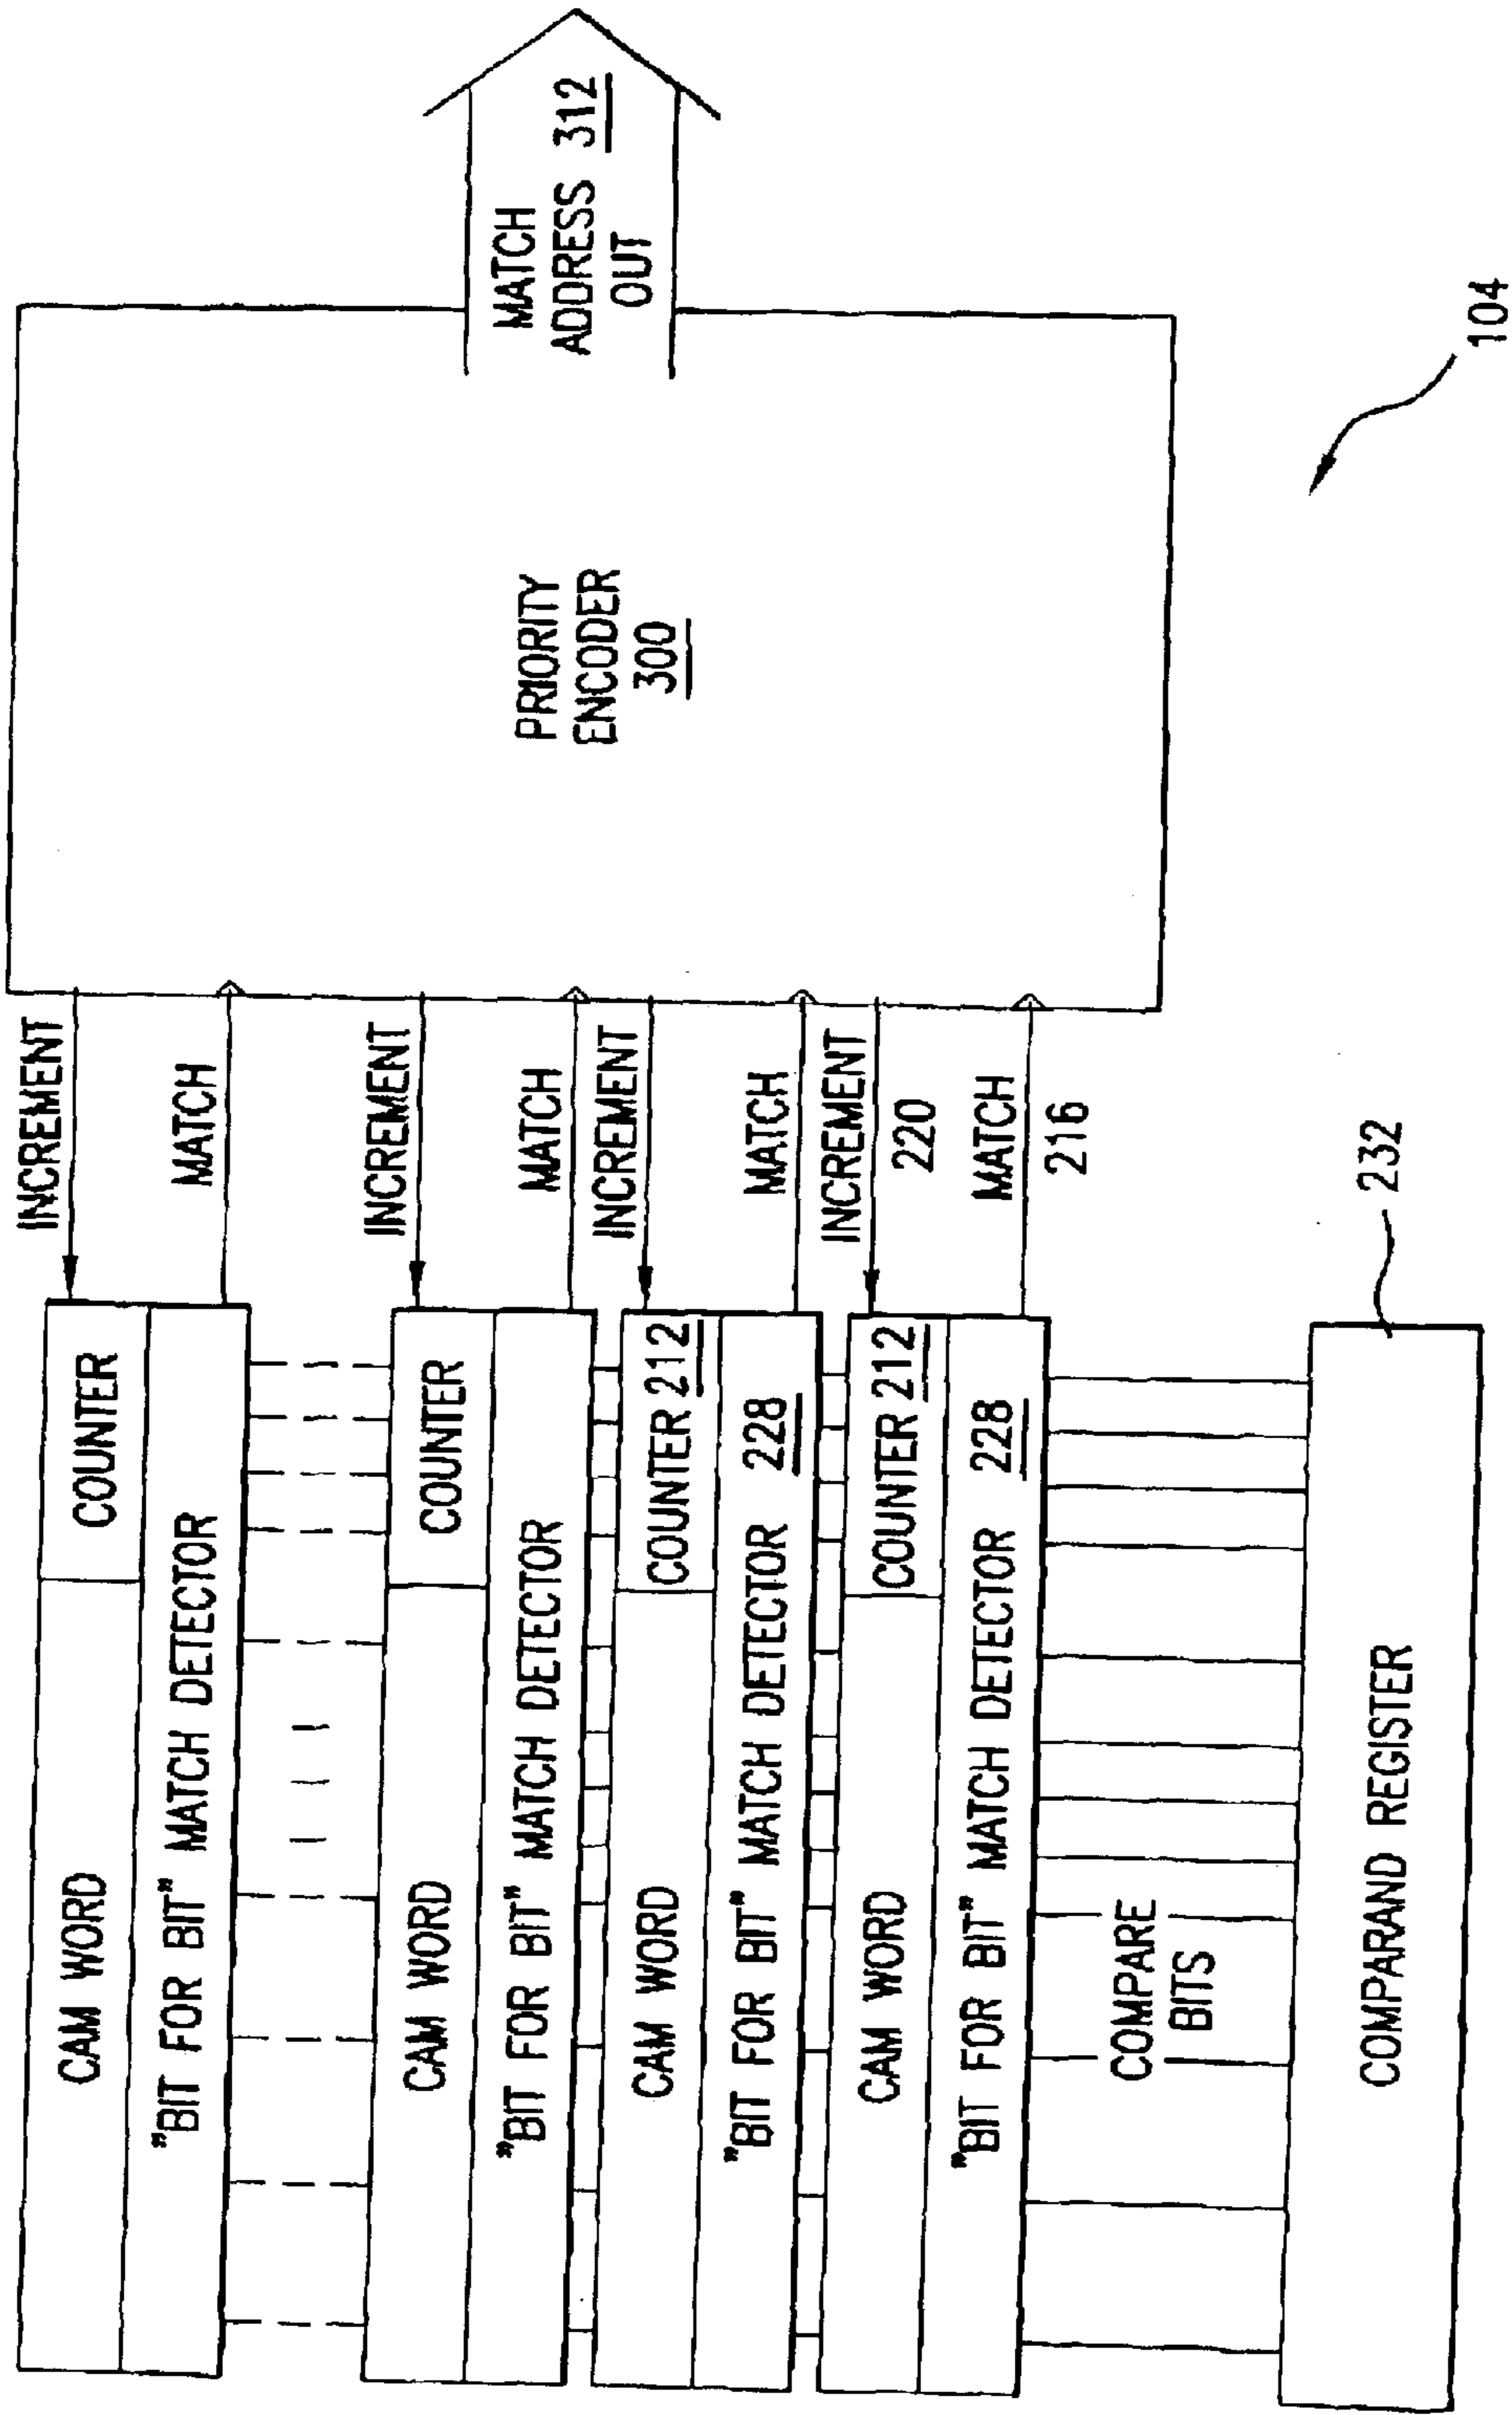 CAM WORD
COUNTER
"BIT FOR BIT" MATCH DETECTOR
INCREMENT
MATCH
CAM WORD
COUNTER
"BIT FOR BIT" MATCH DETECTOR
INCREMENT
MATCH
CAM WORD
COUNTER 212
"BIT FOR BIT" MATCH DETECTOR 228
INCREMENT
MATCH
CAM WORD
COUNTER 212
"BIT FOR BIT" MATCH DETECTOR 228
INCREMENT
220
MATCH
216
COMPARE
BITS
COMPARAND REGISTER
232
PRIORITY
ENCODER
300
MATCH
ADDRESS 312
OUT
104